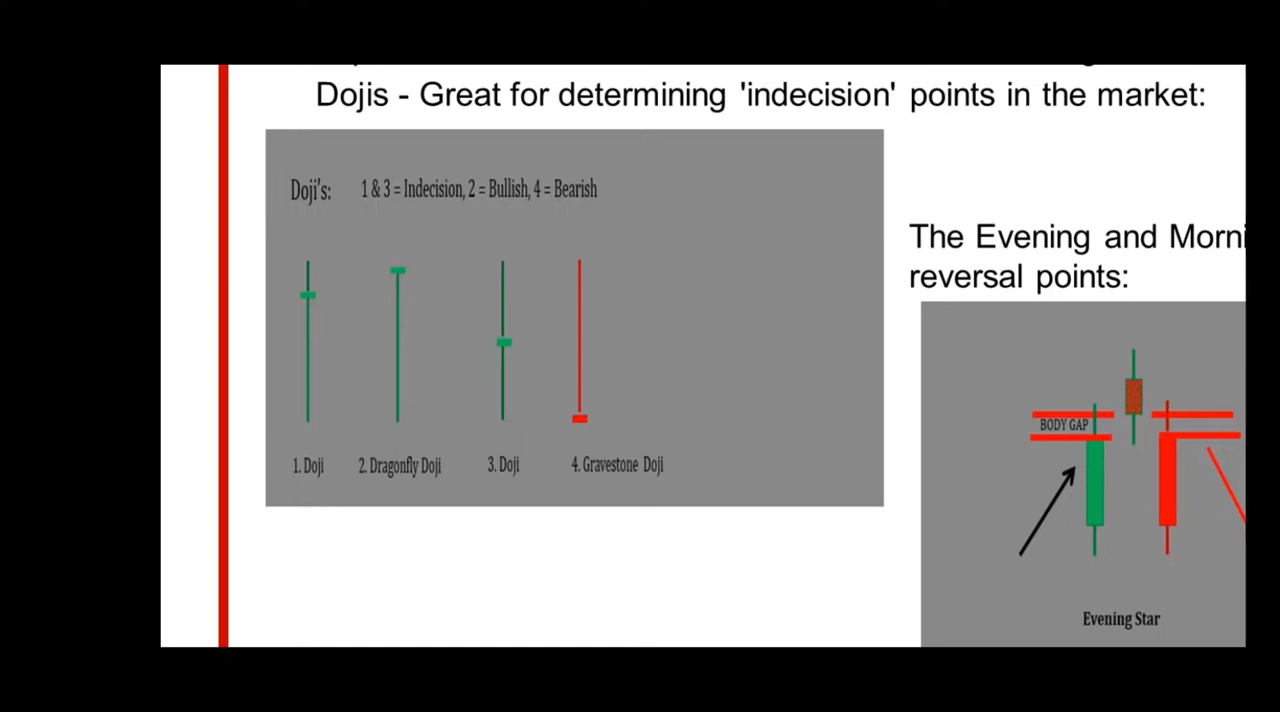 Dojis - Great for determining 'indecision' points in the market:
Doji's: 1 & 3 = Indecision, 2 = Bullish, 4 = Bearish
1. Doji 2. Dragonfly Doji 3. Doji 4. Gravestone Doji
The Evening and Morni
reversal points:
BODY GAP
Evening Star